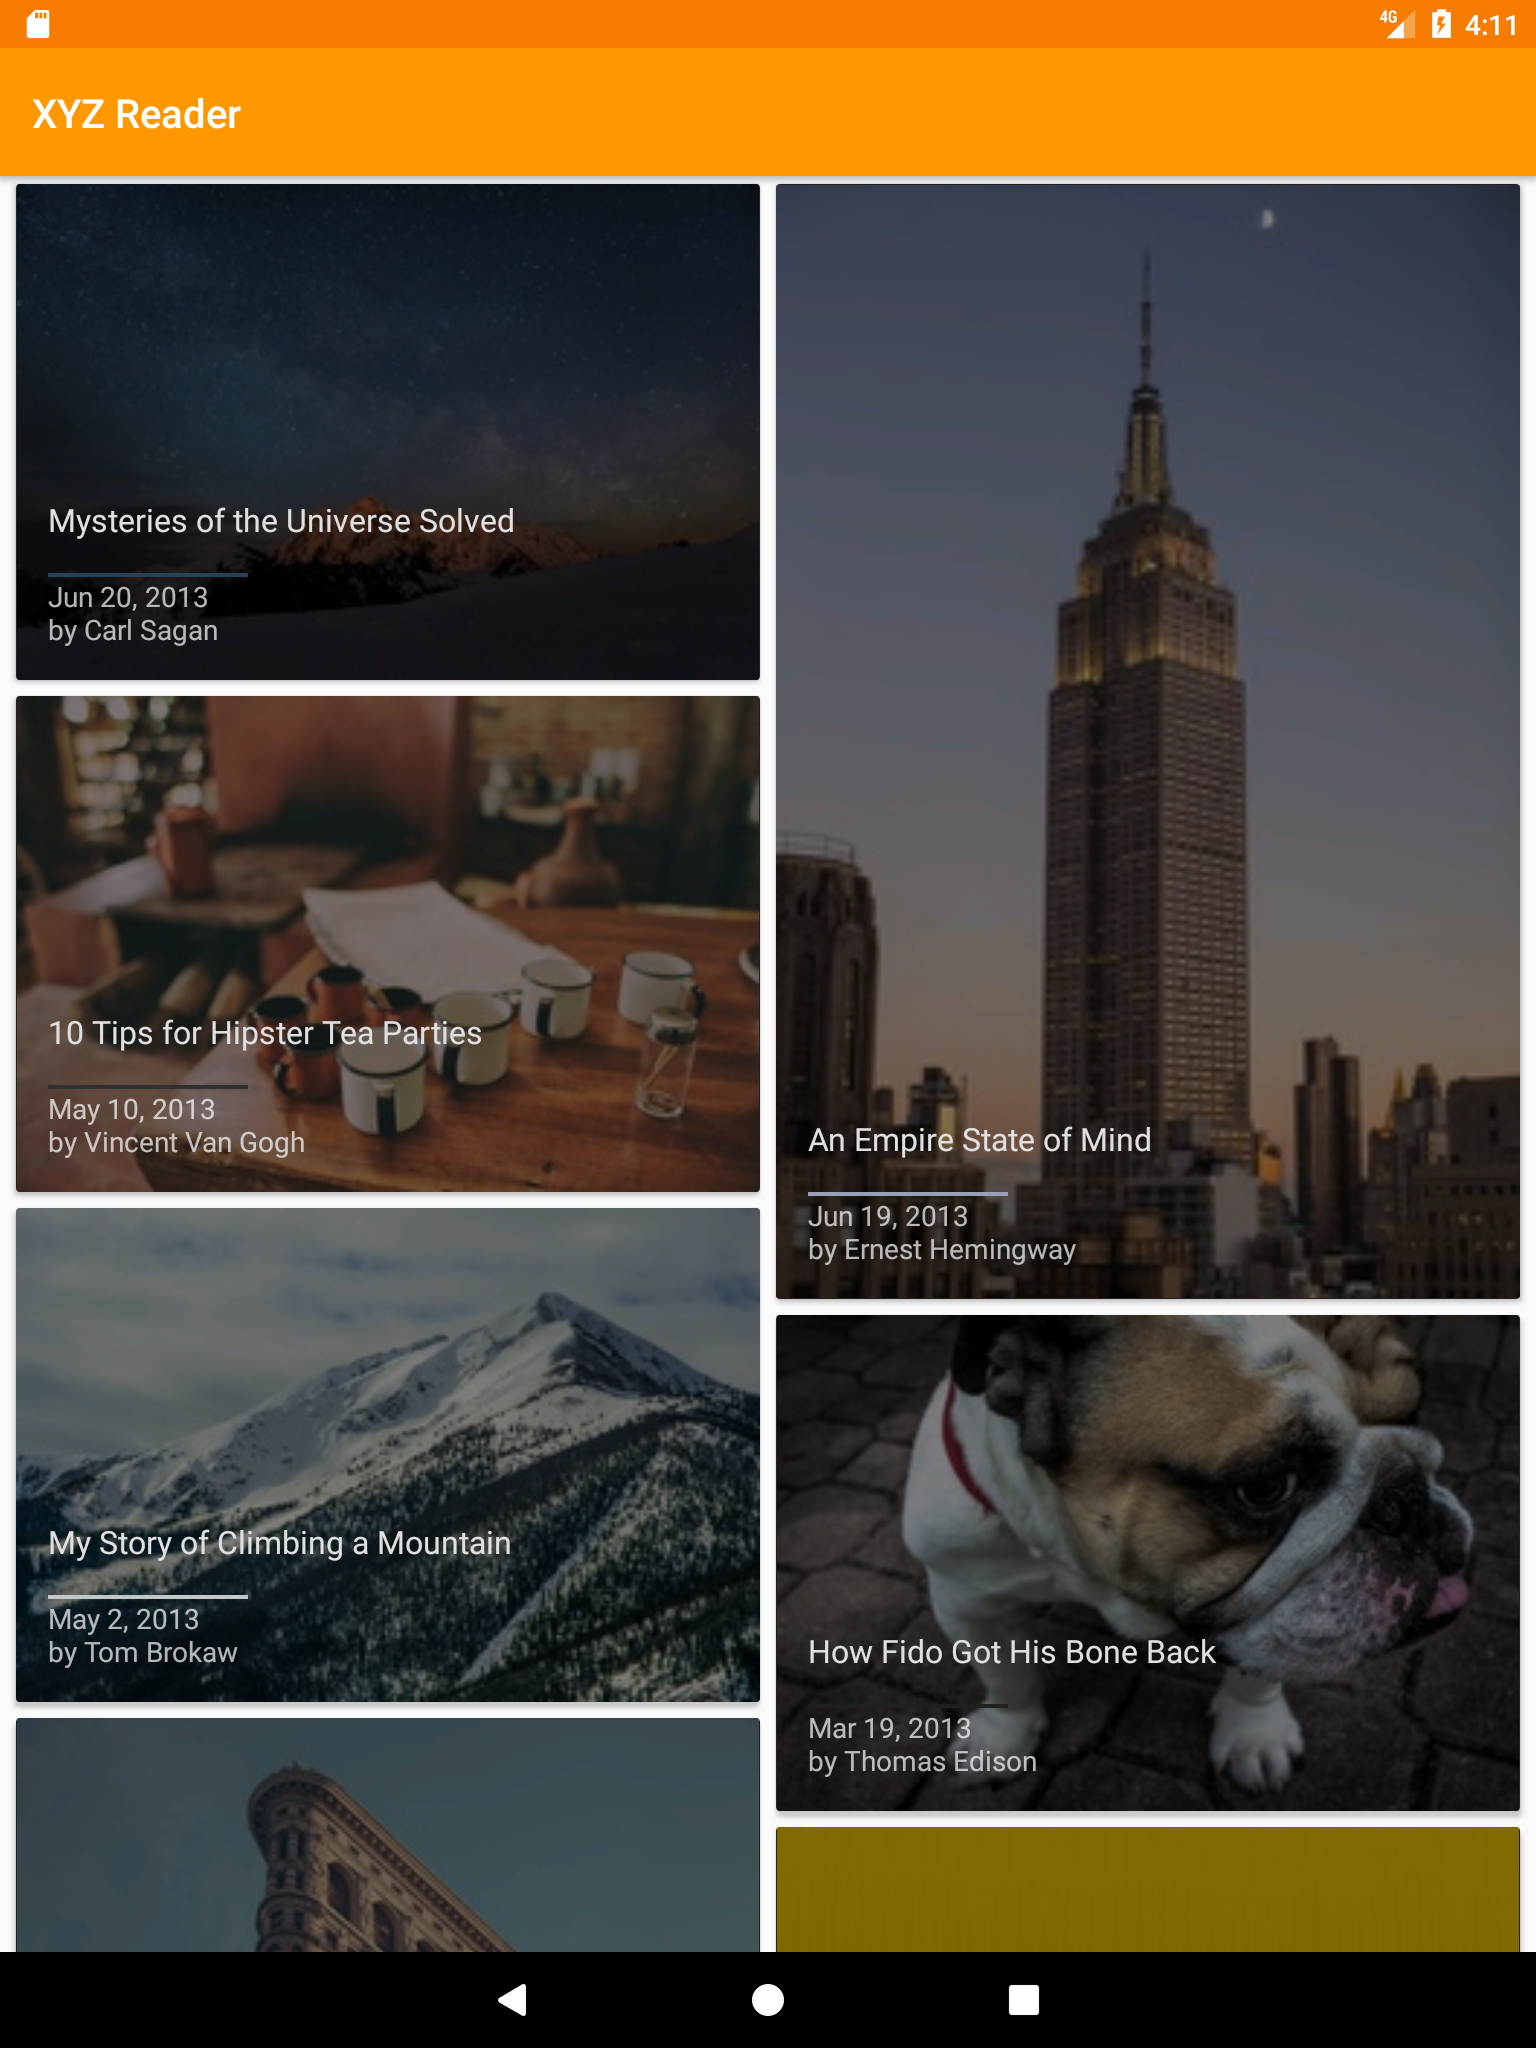 4G 4:11
XYZ Reader
Mysteries of the Universe Solved
Jun 20, 2013
by Carl Sagan
10 Tips for Hipster Tea Parties
May 10, 2013
by Vincent Van Gogh
An Empire State of Mind
Jun 19, 2013
by Ernest Hemingway
My Story of Climbing a Mountain
May 2, 2013
by Tom Brokaw
How Fido Got His Bone Back
Mar 19, 2013
by Thomas Edison